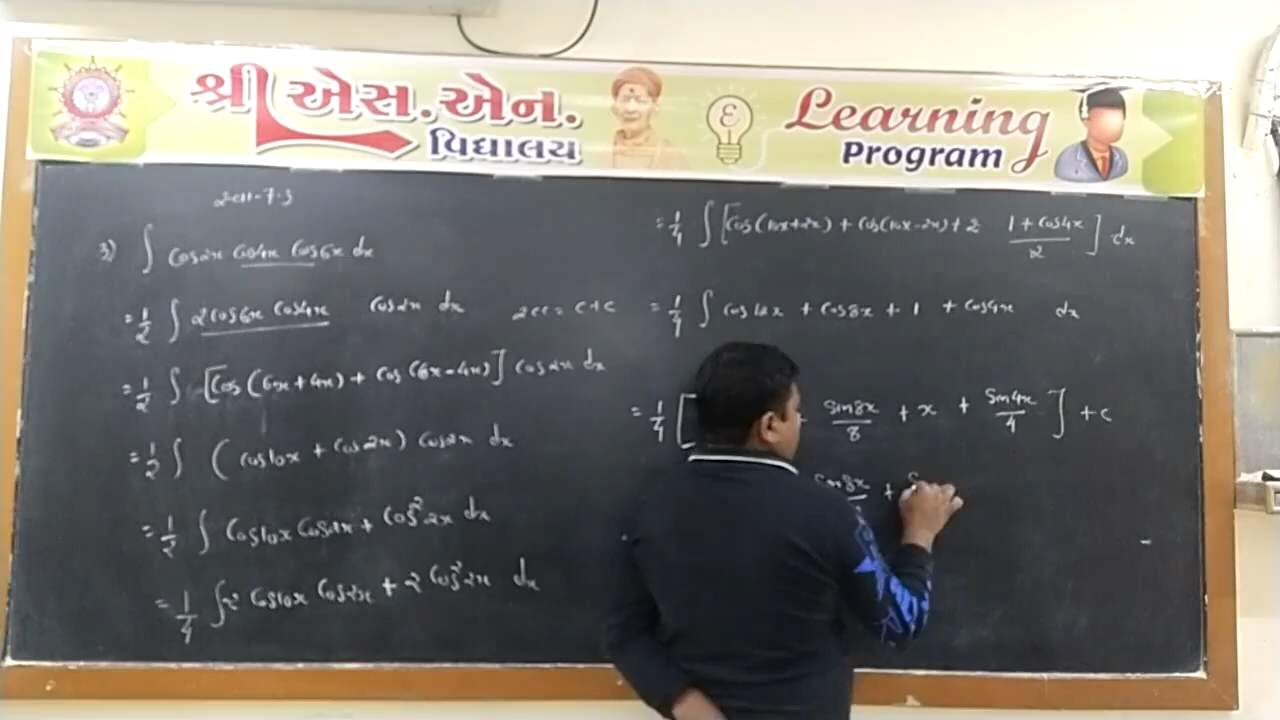 શ્રી એસ.એન.
વિદ્યાલય
Learning
Program
3) ∫ cos2x cos4x cos6x dx
= 1/2 ∫ 2cos6x cos4x cos2x dx 2cc = c+c
= 1/2 ∫ [cos(6x+4x) + cos(6x-4x)] cos2x dx
= 1/2 ∫ (cos10x + cos2x) cos2x dx
= 1/2 ∫ cos10x cos2x + cos²2x dx
= 1/4 ∫ 2 cos10x cos2x + 2 cos²2x dx
= 1/4 ∫ [cos(10x+2x) + cos(10x-2x) + 2 (1+cos4x)/2] dx
= 1/4 ∫ cos12x + cos8x + 1 + cos4x dx
= 1/4 [ sin8x/8 + x + sin4x/4 ] + c
sin8x +